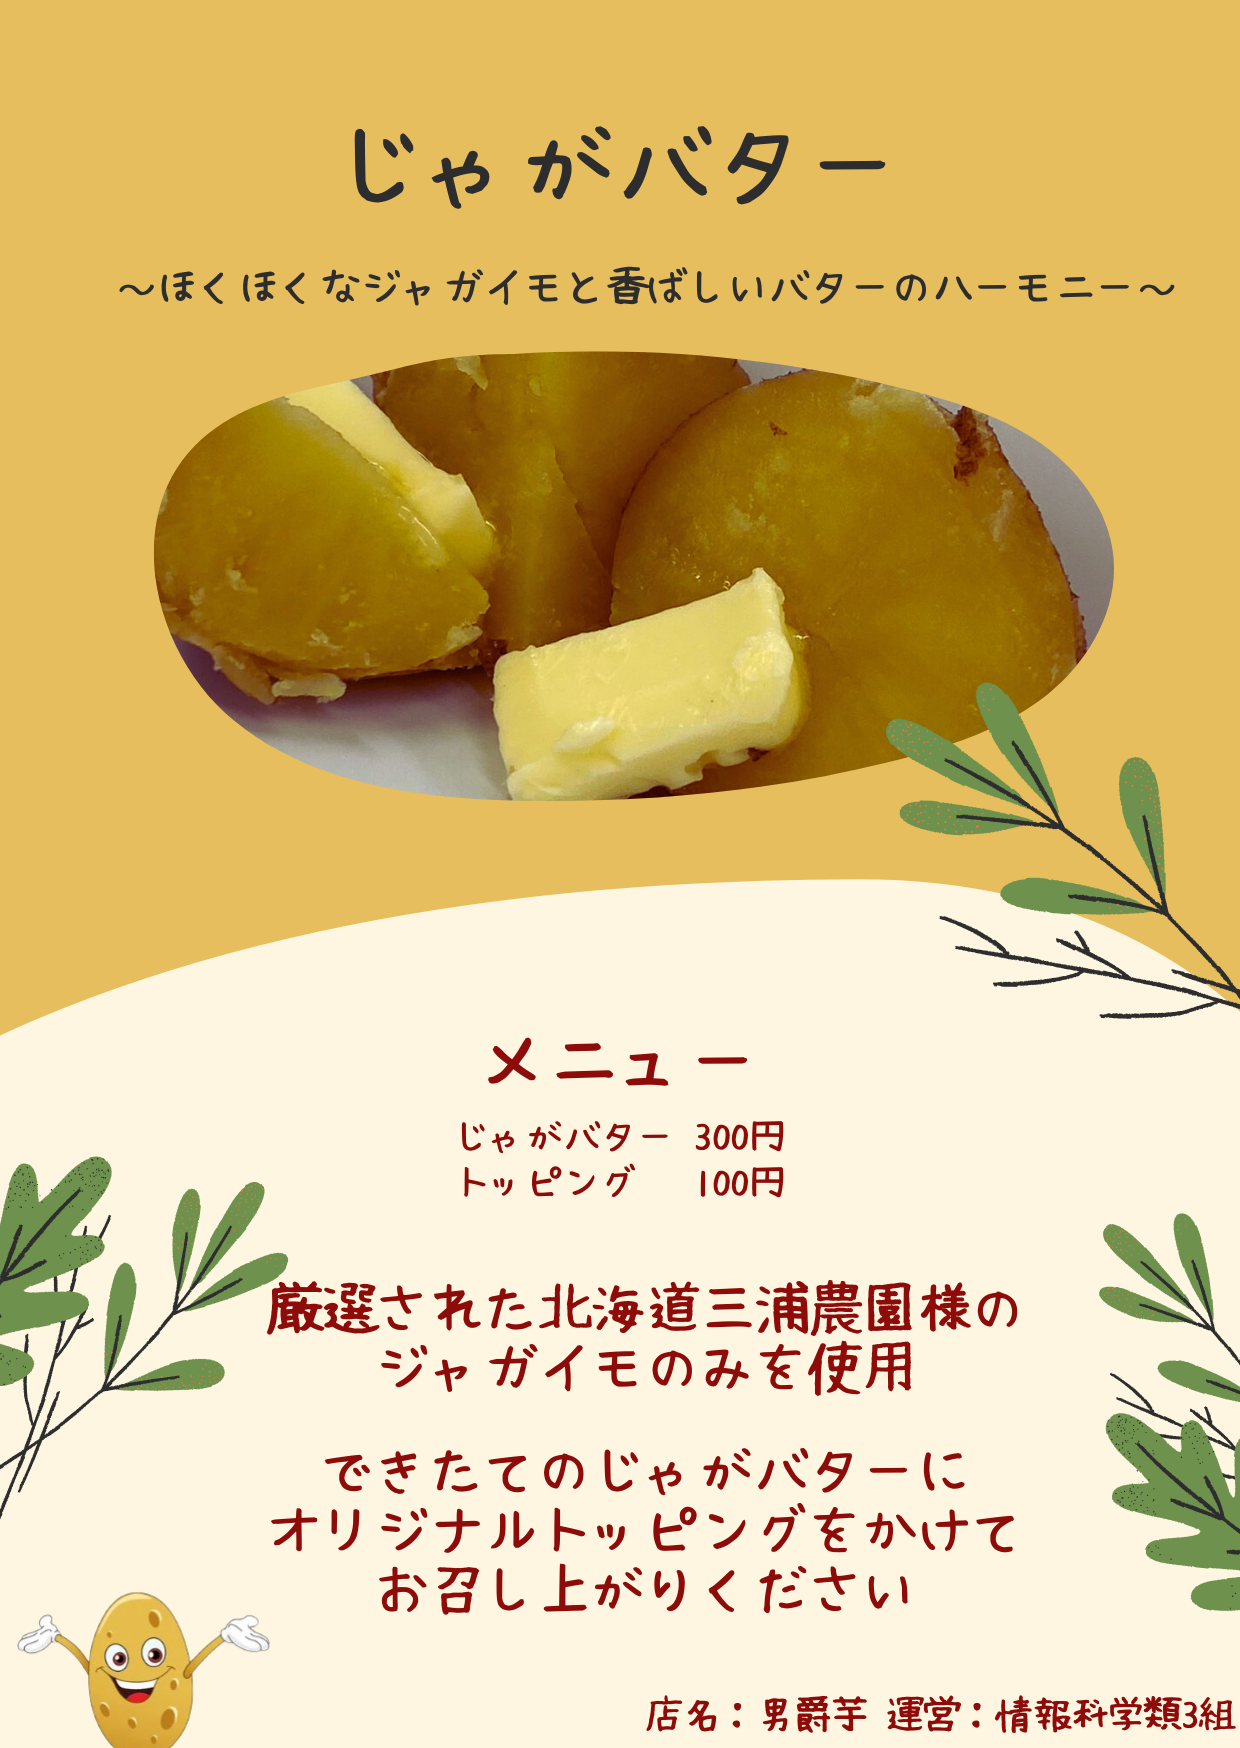 じゃがバター
～ほくほくなジャガイモと香ばしいバターのハーモニー～
メニュー
じゃがバター 300円
トッピング 100円
厳選された北海道三浦農園様の
ジャガイモのみを使用
できたてのじゃがバターに
オリジナルトッピングをかけて
お召し上がりください
店名：男爵芋 運営：情報科学類3組